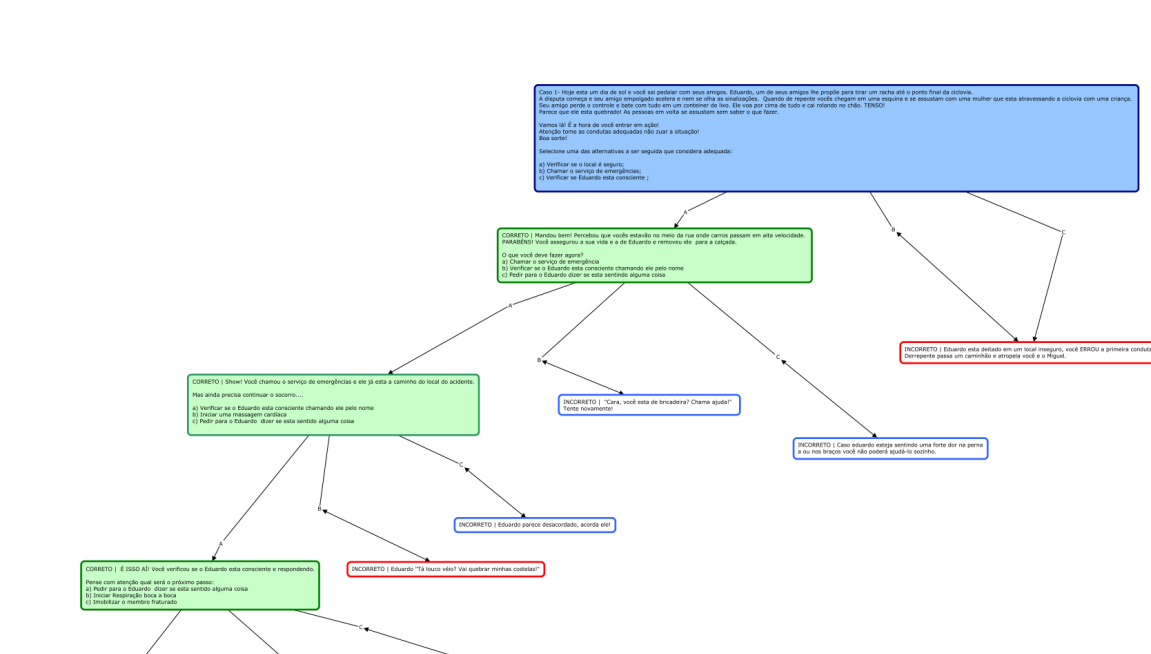 Caso 1- Hoje esta um dia de sol e você sai pedalar com seus amigos. Eduardo, um de seus amigos lhe propõe para tirar um racha até o ponto final da ciclovia.
A disputa começa e seu amigo empolgado acelera e nem se olha as sinalizações. Quando de repente vocês chegam em uma esquina e se assustam com uma mulher que esta atravessando a ciclovia com uma criança.
Seu amigo perde o controle e bate com tudo em um conteiner de lixo. Ele voa por cima de tudo e cai rolando no chão. TENSO!
Parece que ele esta quebrado! As pessoas em volta se assustam sem saber o que fazer.
Vamos lá! É a hora de você entrar em ação!
Atenção tome as condutas adequadas não zuar a situação!
Boa sorte!
Selecione uma das alternativas a ser seguida que considera adequada:
a) Verificar se o local é seguro;
b) Chamar o serviço de emergências;
c) Verificar se Eduardo esta consciente ;
A
B
C
CORRETO | Mandou bem! Percebou que vocês estavão no meio da rua onde carros passam em alta velocidade.
PARABÉNS! Você assegurou a sua vida e a de Eduardo e removeu ele para a calçada.
O que você deve fazer agora?
a) Chamar o serviço de emergência
b) Verificar se o Eduardo esta consciente chamando ele pelo nome
c) Pedir para o Eduardo dizer se esta sentindo alguma coisa
INCORRETO | Eduardo esta deitado em um local inseguro, você ERROU a primeira conduta
Derrepente passa um caminhão e atropela você e o Miguel.
A
B
C
CORRETO | Show! Você chamou o serviço de emergências e ele já esta a caminho do local do acidente.
Mas ainda precisa continuar o socorro....
a) Verificar se o Eduardo esta consciente chamando ele pelo nome
b) Iniciar uma massagem cardíaca
c) Pedir para o Eduardo dizer se esta sentido alguma coisa
INCORRETO | "Cara, você esta de bricadeira? Chama ajuda!"
Tente novamente!
INCORRETO | Caso eduardo esteja sentindo uma forte dor na perna
a ou nos braços você não poderá ajudá-lo sozinho.
A
B
C
INCORRETO | Eduardo parece desacordado, acorda ele!
INCORRETO | Eduardo "Tá louco véio? Vai quebrar minhas costelas!"
CORRETO | É ISSO AÍ! Você verificou se o Eduardo esta consciente e respondendo.
Pense com atenção qual será o próximo passo:
a) Pedir para o Eduardo dizer se esta sentido alguma coisa
b) Iniciar Respiração boca a boca
c) Imobilizar o membro fraturado
C